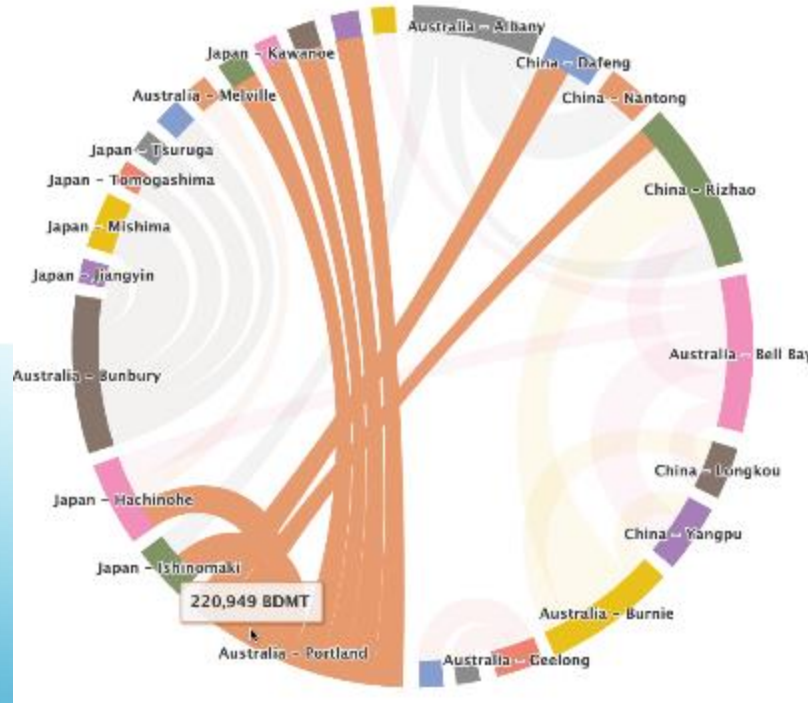 Australia – Albany
Japan – Kawanoe
China – Dafeng
Australia – Melville
China – Nantong
Japan – Tsuruga
Japan – Tomogashima
China – Rizhao
Japan – Mishima
Japan – Jiangyin
Australia – Bell Bay
Australia – Bunbury
China – Longkou
Japan – Hachinohe
China – Yangpu
Japan – Ishinomaki
220,949 BDMT
Australia – Burnie
Australia – Portland
Australia – Geelong